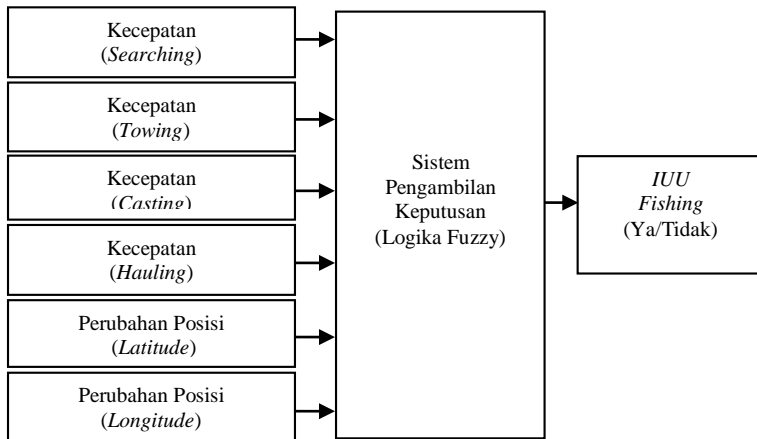 Kecepatan
(Searching)
Kecepatan
(Towing)
Kecepatan
(Casting)
Kecepatan
(Hauling)
Perubahan Posisi
(Latitude)
Perubahan Posisi
(Longitude)
Sistem
Pengambilan
Keputusan
(Logika Fuzzy)
IUU
Fishing
(Ya/Tidak)